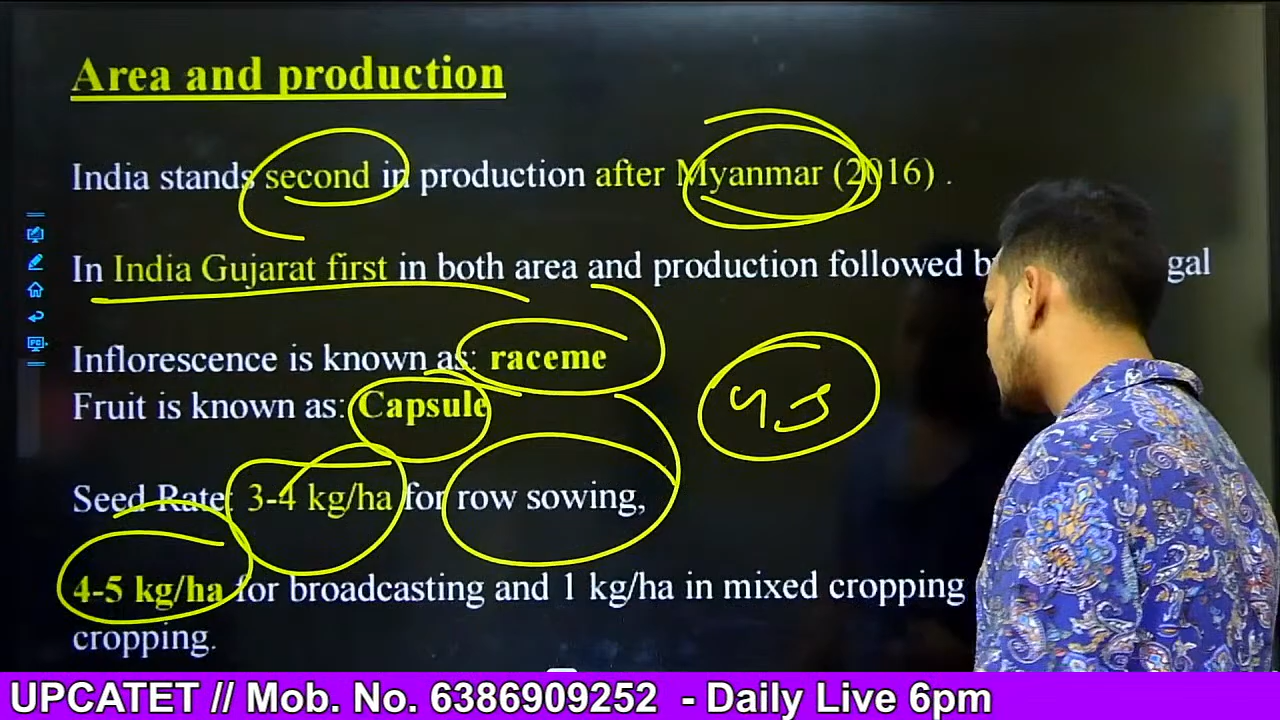 Area and production
India stands second in production after Myanmar (2016) .
In India Gujarat first in both area and production followed b gal
Inflorescence is known as: raceme
Fruit is known as: Capsule
Seed Rate: 3-4 kg/ha for row sowing,
4-5 kg/ha for broadcasting and 1 kg/ha in mixed cropping
cropping.
UPCATET // Mob. No. 6386909252 - Daily Live 6pm